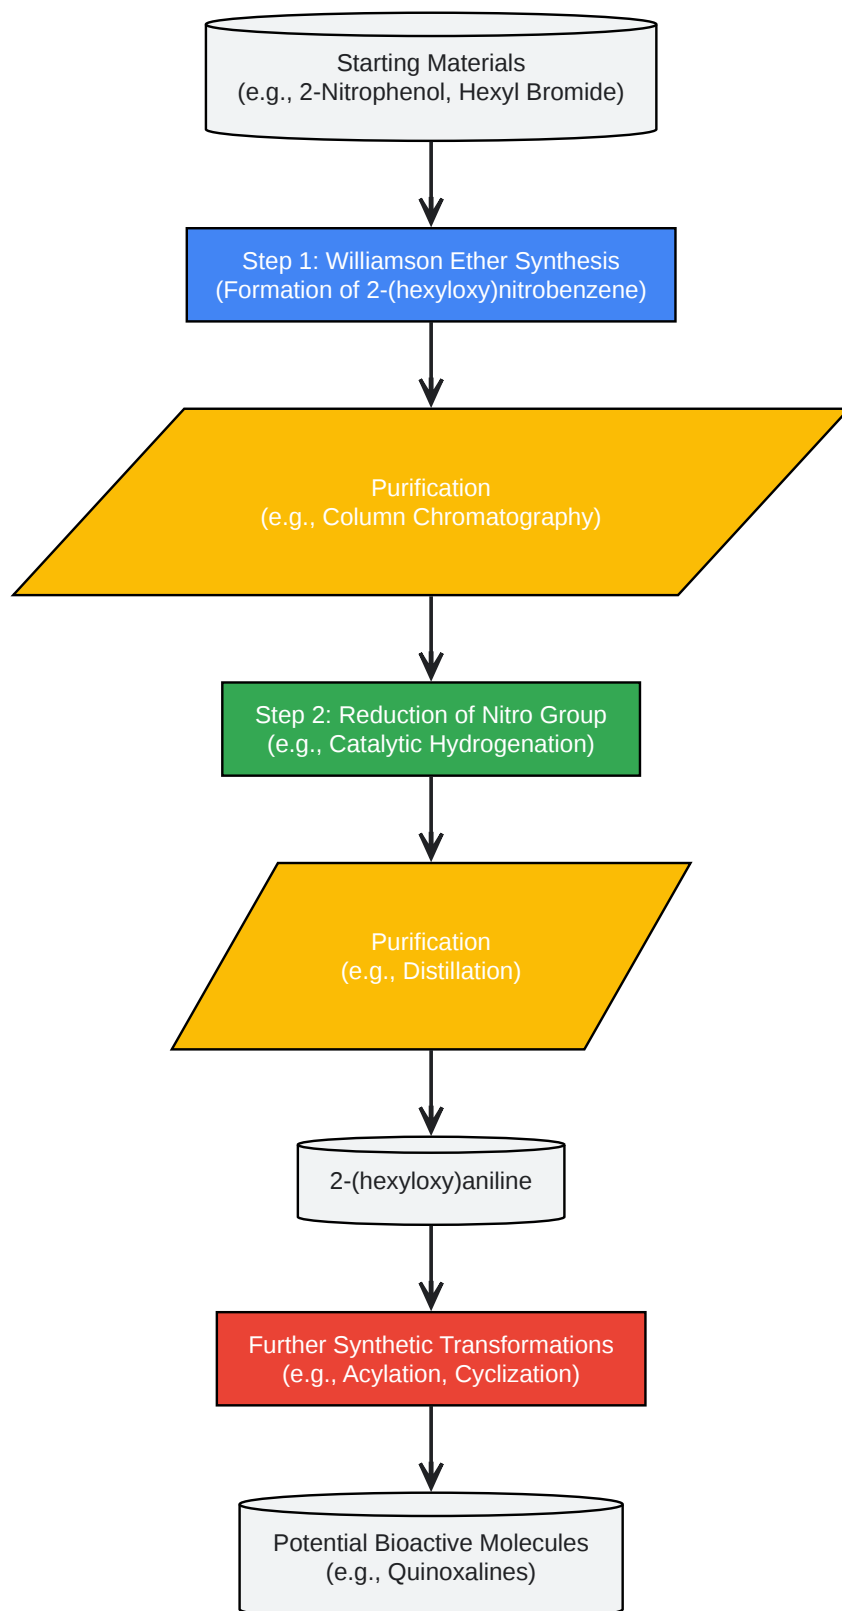 Starting Materials
(e.g., 2-Nitrophenol, Hexyl Bromide)
Step 1: Williamson Ether Synthesis
(Formation of 2-(hexyloxy)nitrobenzene)
Purification
(e.g., Column Chromatography)
Step 2: Reduction of Nitro Group
(e.g., Catalytic Hydrogenation)
Purification
(e.g., Distillation)
2-(hexyloxy)aniline
Further Synthetic Transformations
(e.g., Acylation, Cyclization)
Potential Bioactive Molecules
(e.g., Quinoxalines)